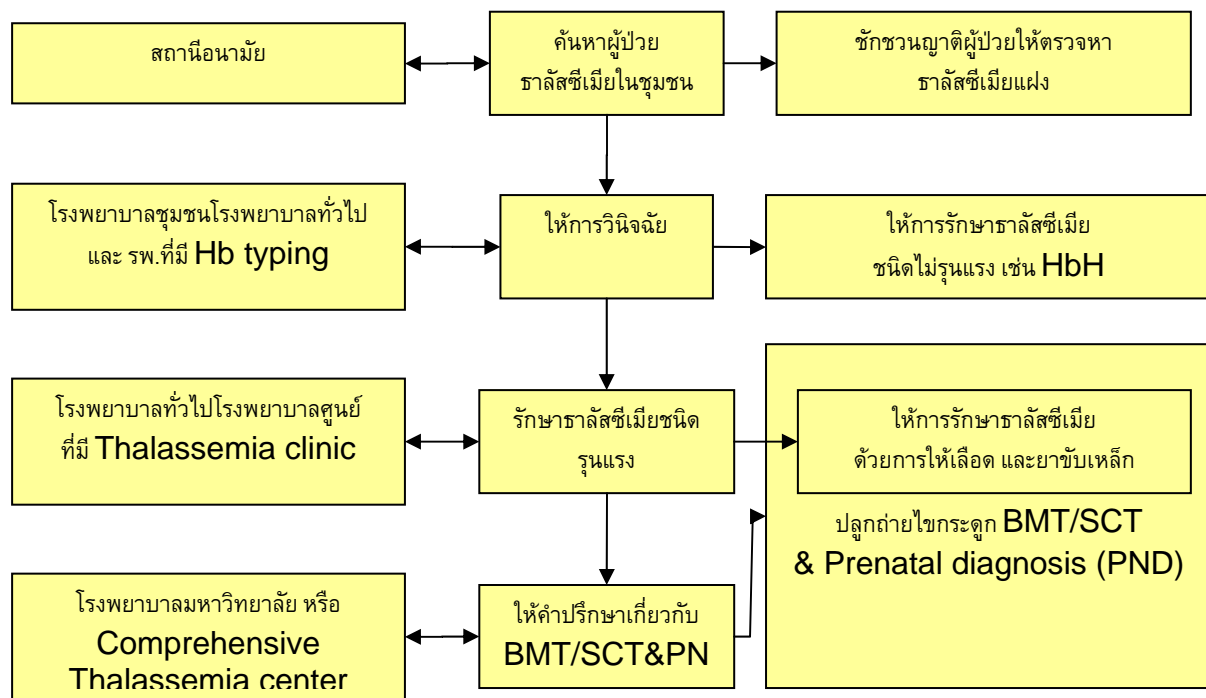 สถานีอนามัย
ค้นหาผู้ป่วย
ธาลัสซีเมียในชุมชน
ชักชวนญาติผู้ป่วยให้ตรวจหา
ธาลัสซีเมียแฝง
โรงพยาบาลชุมชนโรงพยาบาลทั่วไป
และ รพ.ที่มี Hb typing
ให้การวินิจฉัย
ให้การรักษาธาลัสซีเมีย
ชนิดไม่รุนแรง เช่น HbH
โรงพยาบาลทั่วไปโรงพยาบาลศูนย์
ที่มี Thalassemia clinic
รักษาธาลัสซีเมียชนิด
รุนแรง
ให้การรักษาธาลัสซีเมีย
ด้วยการให้เลือด และยาขับเหล็ก
ปลูกถ่ายไขกระดูก BMT/SCT
& Prenatal diagnosis (PND)
โรงพยาบาลมหาวิทยาลัย หรือ
Comprehensive
Thalassemia center
ให้คำปรึกษาเกี่ยวกับ
BMT/SCT&PN